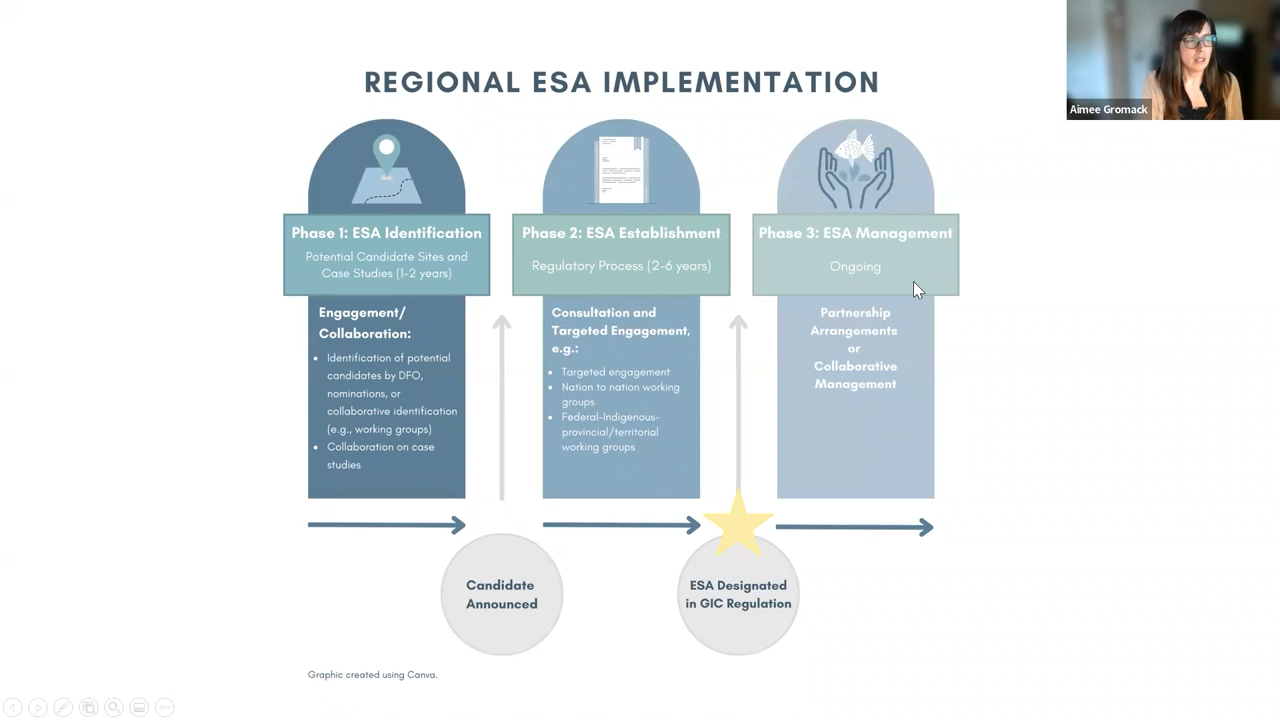 Aimee Gromack
REGIONAL ESA IMPLEMENTATION
Phase 1: ESA Identification
Potential Candidate Sites and
Case Studies (1-2 years)
Engagement/
Collaboration:
• Identification of potential
candidates by DFO,
nominations, or
collaborative identification
(e.g., working groups)
• Collaboration on case
studies
Candidate
Announced
Phase 2: ESA Establishment
Regulatory Process (2-6 years)
Consultation and
Targeted Engagement,
e.g.:
• Targeted engagement
• Nation to nation working
groups
• Federal-Indigenous-
provincial/territorial
working groups
ESA Designated
in GIC Regulation
Phase 3: ESA Management
Ongoing
Partnership
Arrangements
or
Collaborative
Management
Graphic created using Canva.